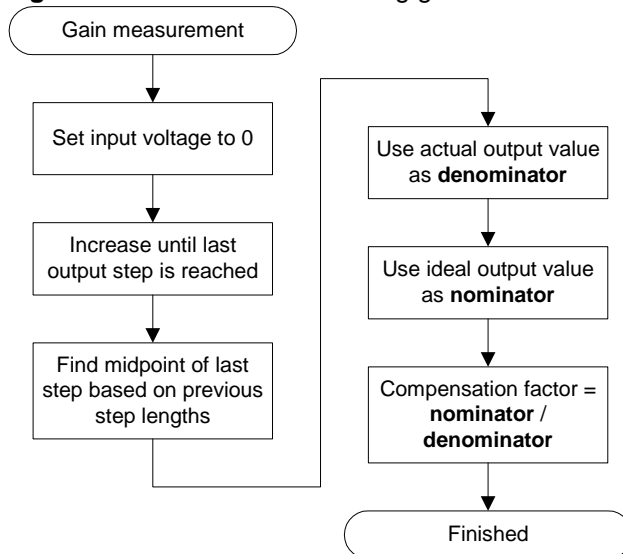 Gain measurement
Set input voltage to 0
Increase until last
output step is reached
Find midpoint of last
step based on previous
step lengths
Use actual output value
as denominator
Use ideal output value
as nominator
Compensation factor =
nominator /
denominator
Finished